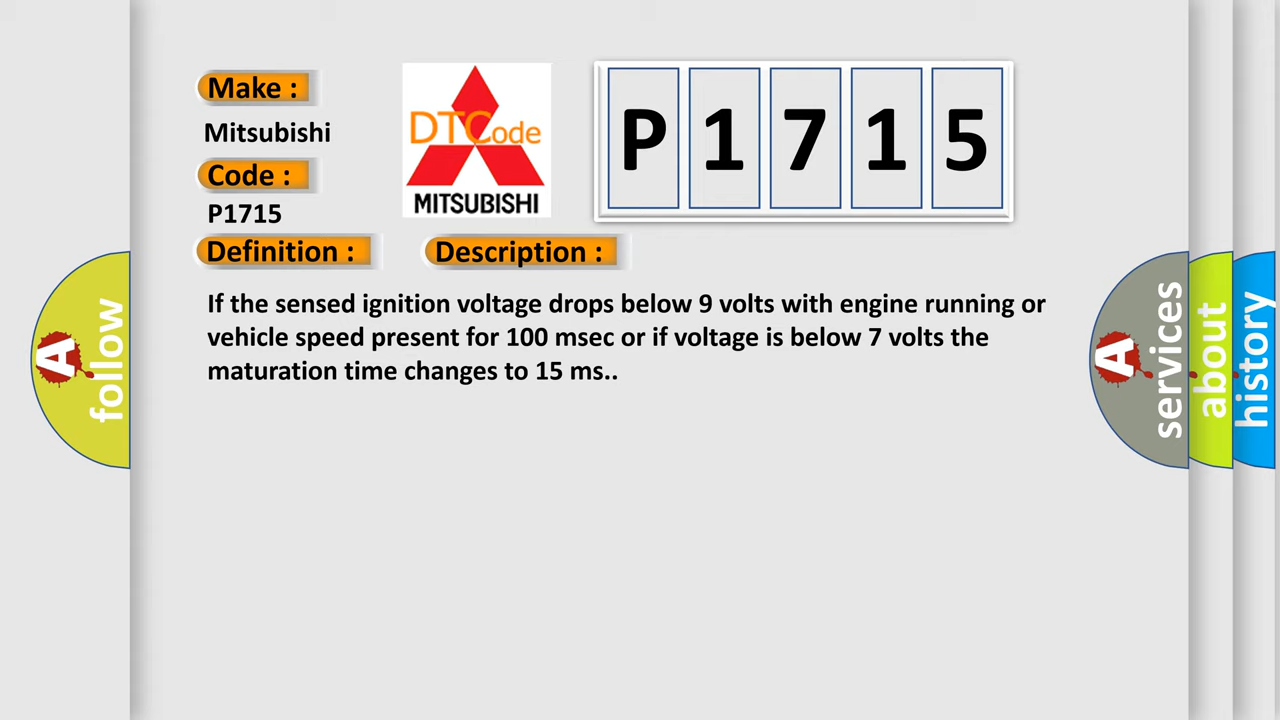 Make :
Mitsubishi
Code :
P1715
Definition :
Description :
DTCode
MITSUBISHI
P 1 7 1 5
If the sensed ignition voltage drops below 9 volts with engine running or
vehicle speed present for 100 msec or if voltage is below 7 volts the
maturation time changes to 15 ms..
A
follow
A
services
about
history